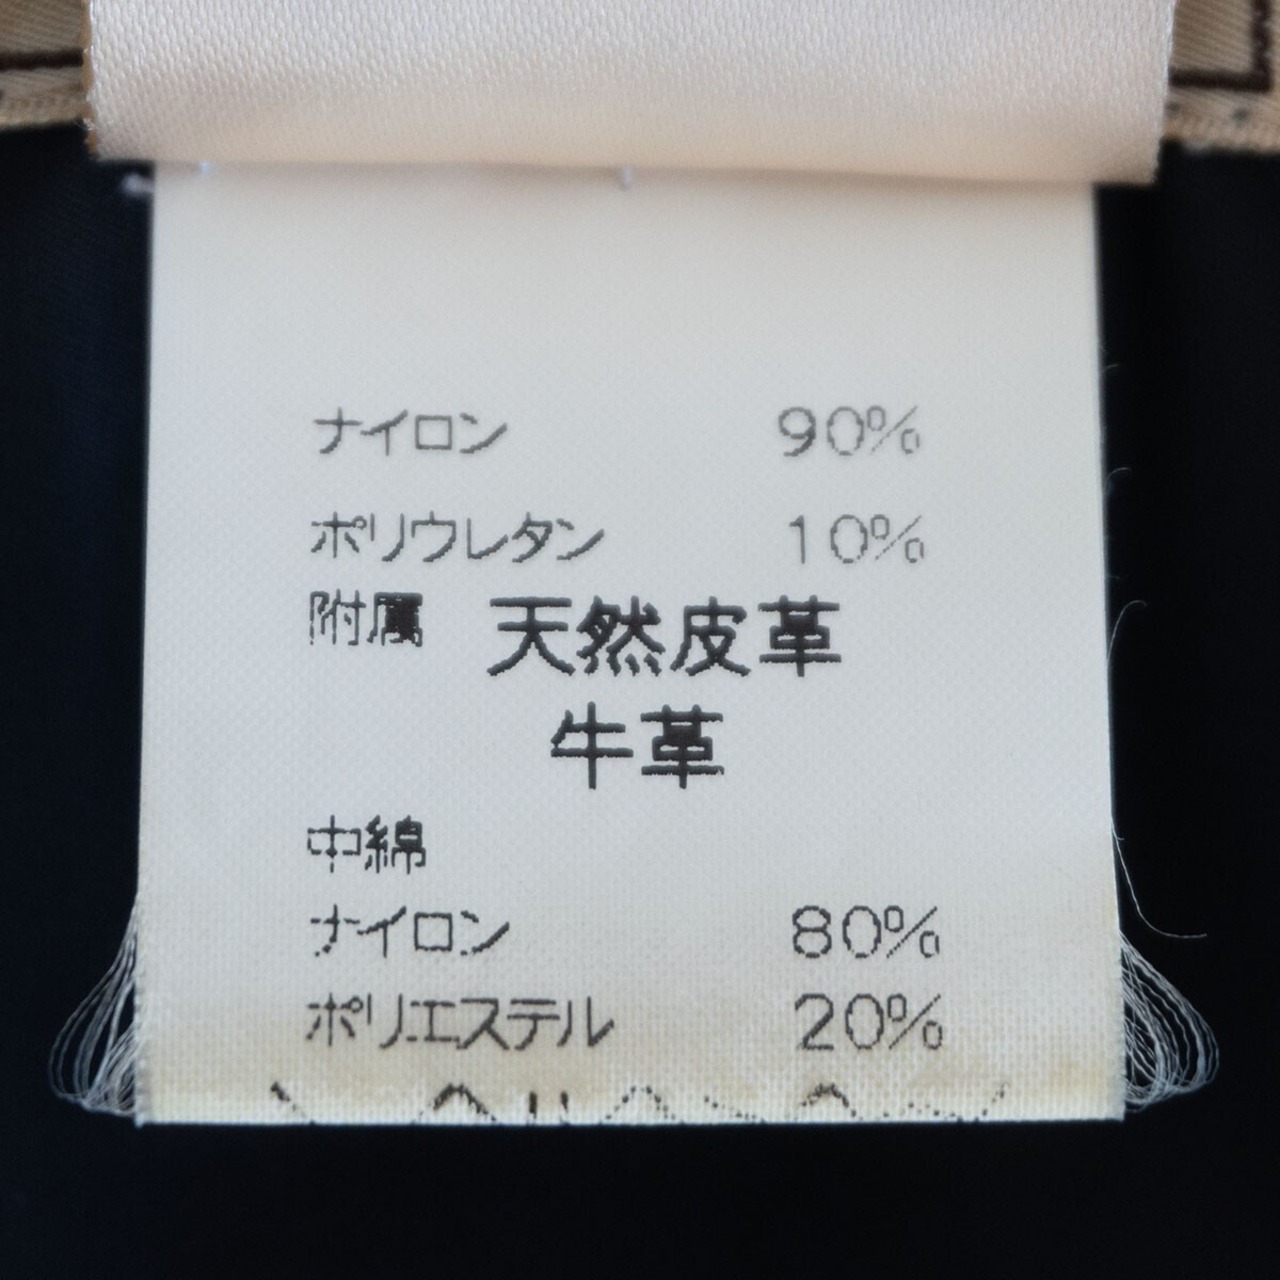 ナイロン 90%
ポリウレタン 10%
附属 天然皮革
牛革
中綿
ナイロン 80%
ポリエステル 20%